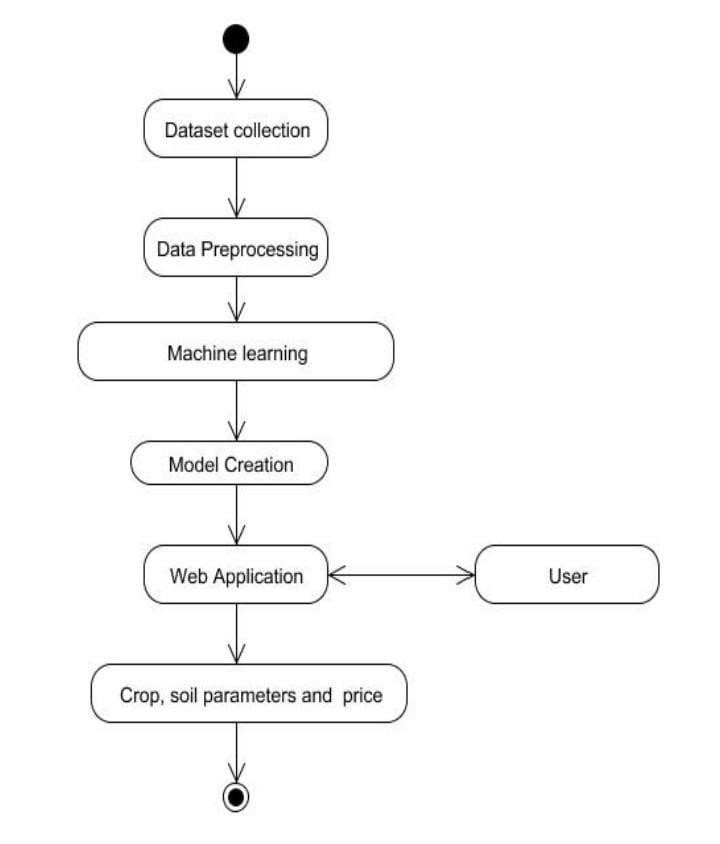 Dataset collection
Data Preprocessing
Machine learning
Model Creation
Web Application
User
Crop, soil parameters and price